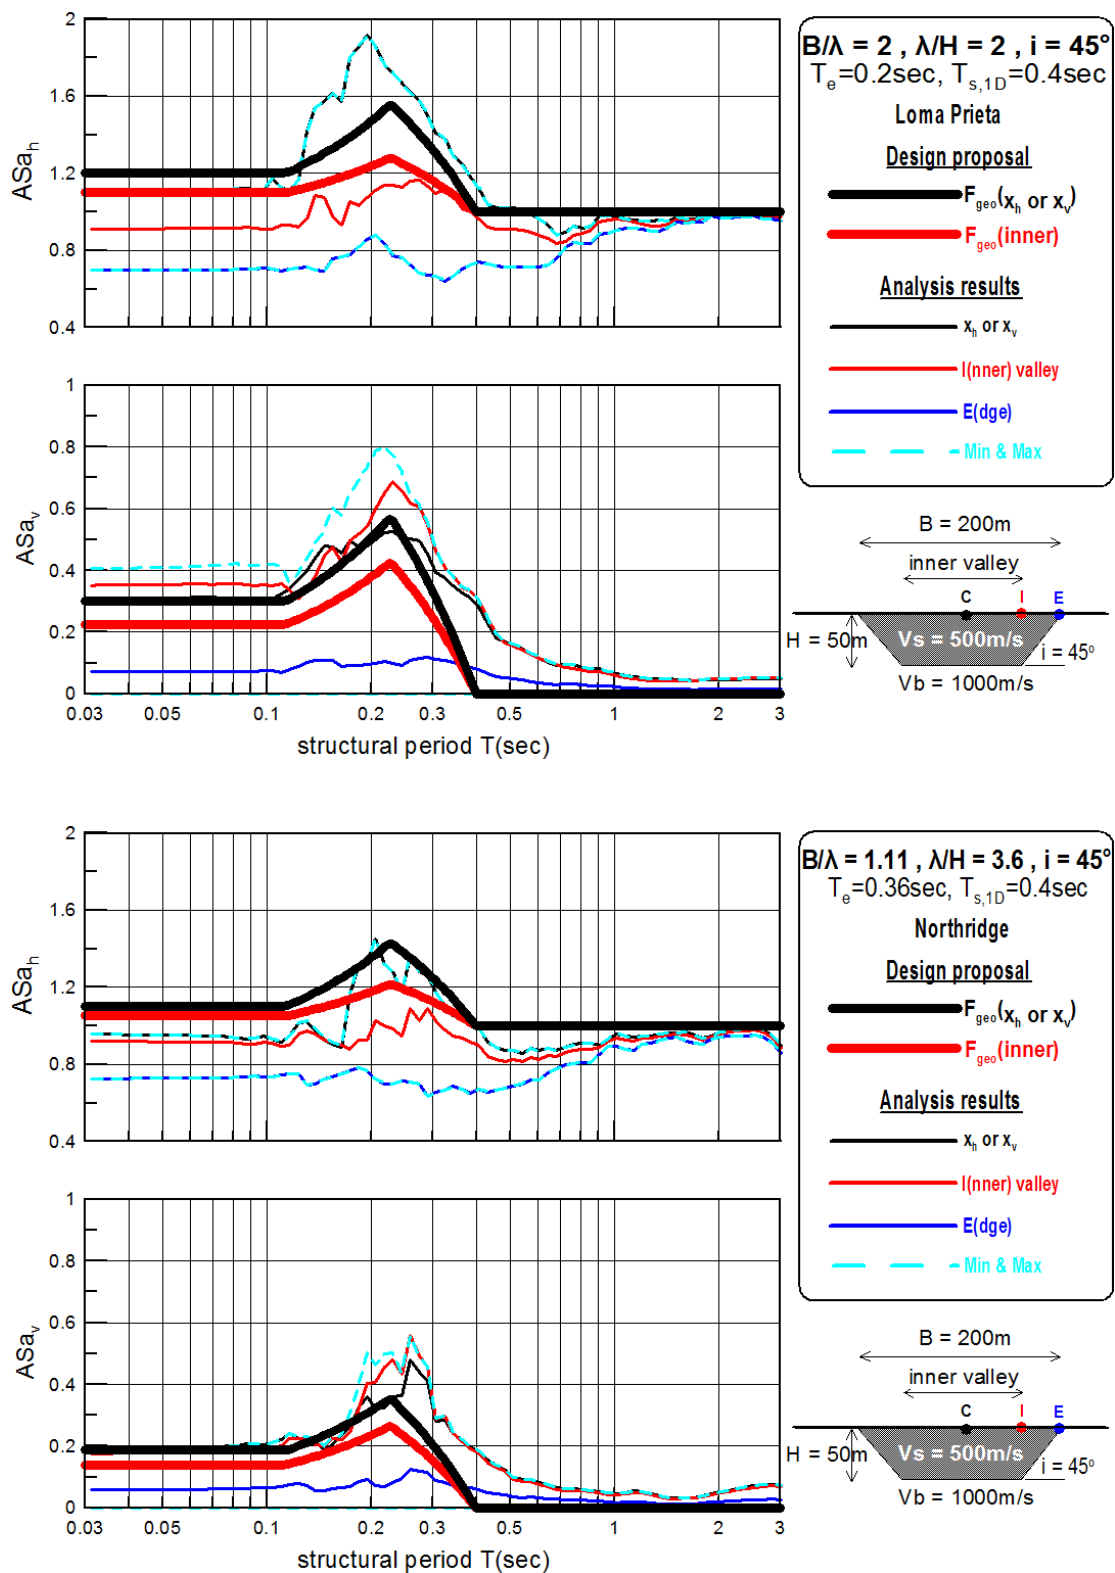 2
1.6
1.2
0.8
0.4
ASa_h
B/λ = 2 , λ/H = 2 , i = 45°
T_e=0.2sec, T_s,1D=0.4sec
Loma Prieta
Design proposal
F_geo(x_h or x_v)
F_geo(inner)
Analysis results
x_h or x_v
I(nner) valley
E(dge)
Min & Max
1
0.8
0.6
0.4
0.2
0
ASa_v
0.03 0.05 0.1 0.2 0.3 0.5 1 3
structural period T(sec)
B = 200m
inner valley
C I E
H = 50m
Vs = 500m/s
i = 45°
Vb = 1000m/s
2
1.6
1.2
0.8
0.4
ASa_h
B/λ = 1.11 , λ/H = 3.6 , i = 45°
T_e=0.36sec, T_s,1D=0.4sec
Northridge
Design proposal
F_geo(x_h or x_v)
F_geo(inner)
Analysis results
x_h or x_v
I(nner) valley
E(dge)
Min & Max
1
0.8
0.6
0.4
0.2
0
ASa_v
0.03 0.05 0.1 0.2 0.3 0.5 1 3
structural period T(sec)
B = 200m
inner valley
C I E
H = 50m
Vs = 500m/s
i = 45°
Vb = 1000m/s